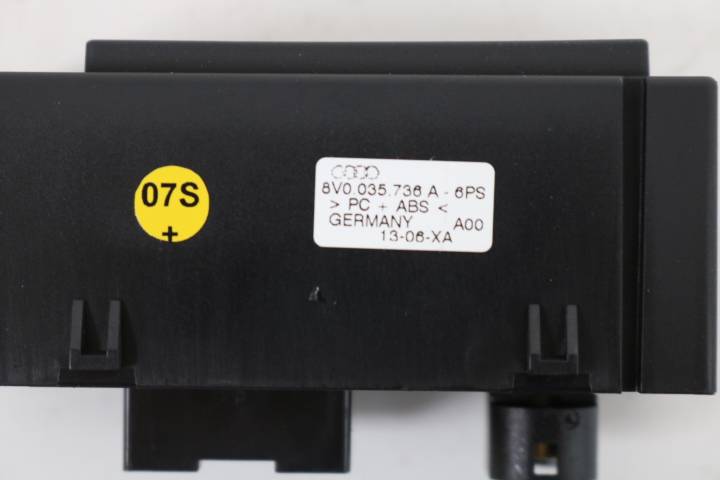 07S
+
8V0.035.736 A - 6PS
> PC + ABS <
GERMANY A00
13-06-XA